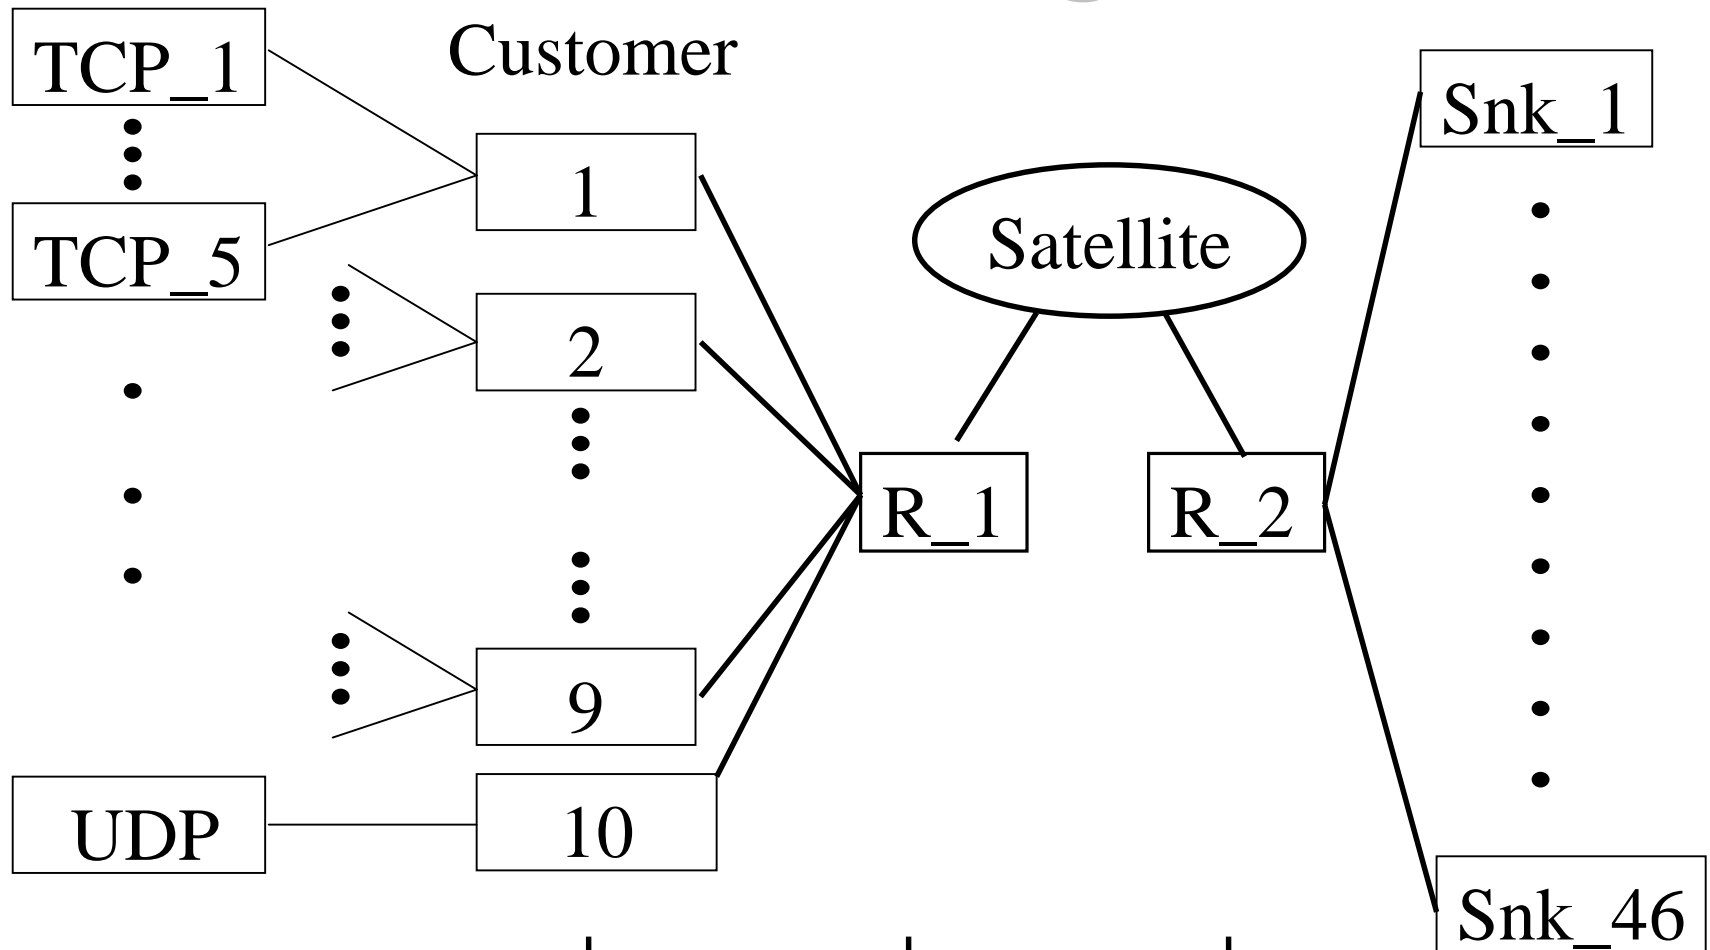 Customer
TCP_1
TCP_5
UDP
1
2
9
10
Satellite
R_1
R_2
Snk_1
Snk_46